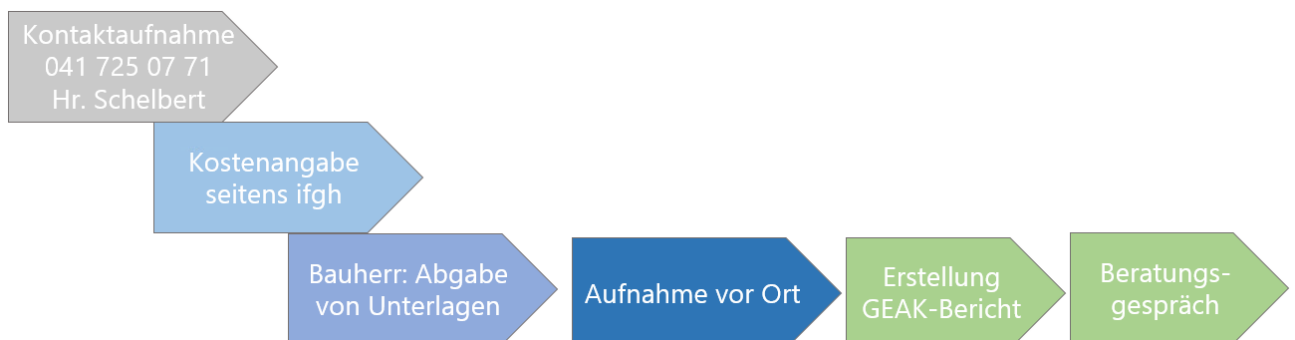 Kontaktaufnahme
041 725 07 71
Hr. Schelbert
Kostenangabe
seitens ifgh
Bauherr: Abgabe
von Unterlagen
Aufnahme vor Ort
Erstellung
GEAK-Bericht
Beratungs-
gespräch